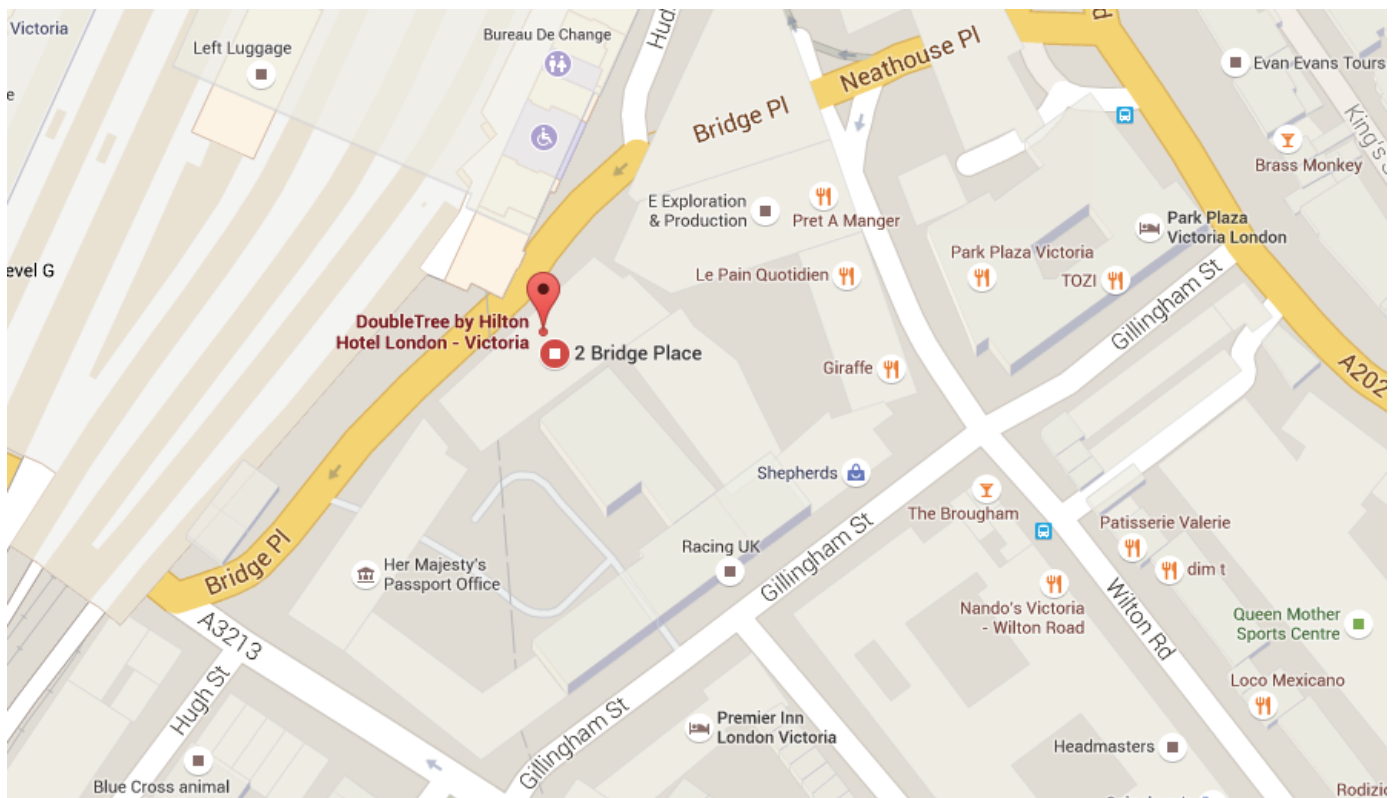 Victoria
Left Luggage
Bureau De Change
Neathouse Pl
Evan Evans Tours
Bridge Pl
King's
Brass Monkey
E Exploration
& Production
Pret A Manger
Park Plaza
Victoria London
evel G
Le Pain Quotidien
Park Plaza Victoria
TOZI
Gillingham St
DoubleTree by Hilton
Hotel London - Victoria
2 Bridge Place
Giraffe
A202
Shepherds
The Brougham
Patisserie Valerie
Racing UK
Gillingham St
dim t
Bridge Pl
Her Majesty's
Passport Office
Nando's Victoria
- Wilton Road
Wilton Rd
Queen Mother
Sports Centre
A3213
Hugh St
Loco Mexicano
Gillingham St
Premier Inn
London Victoria
Headmasters
Blue Cross animal